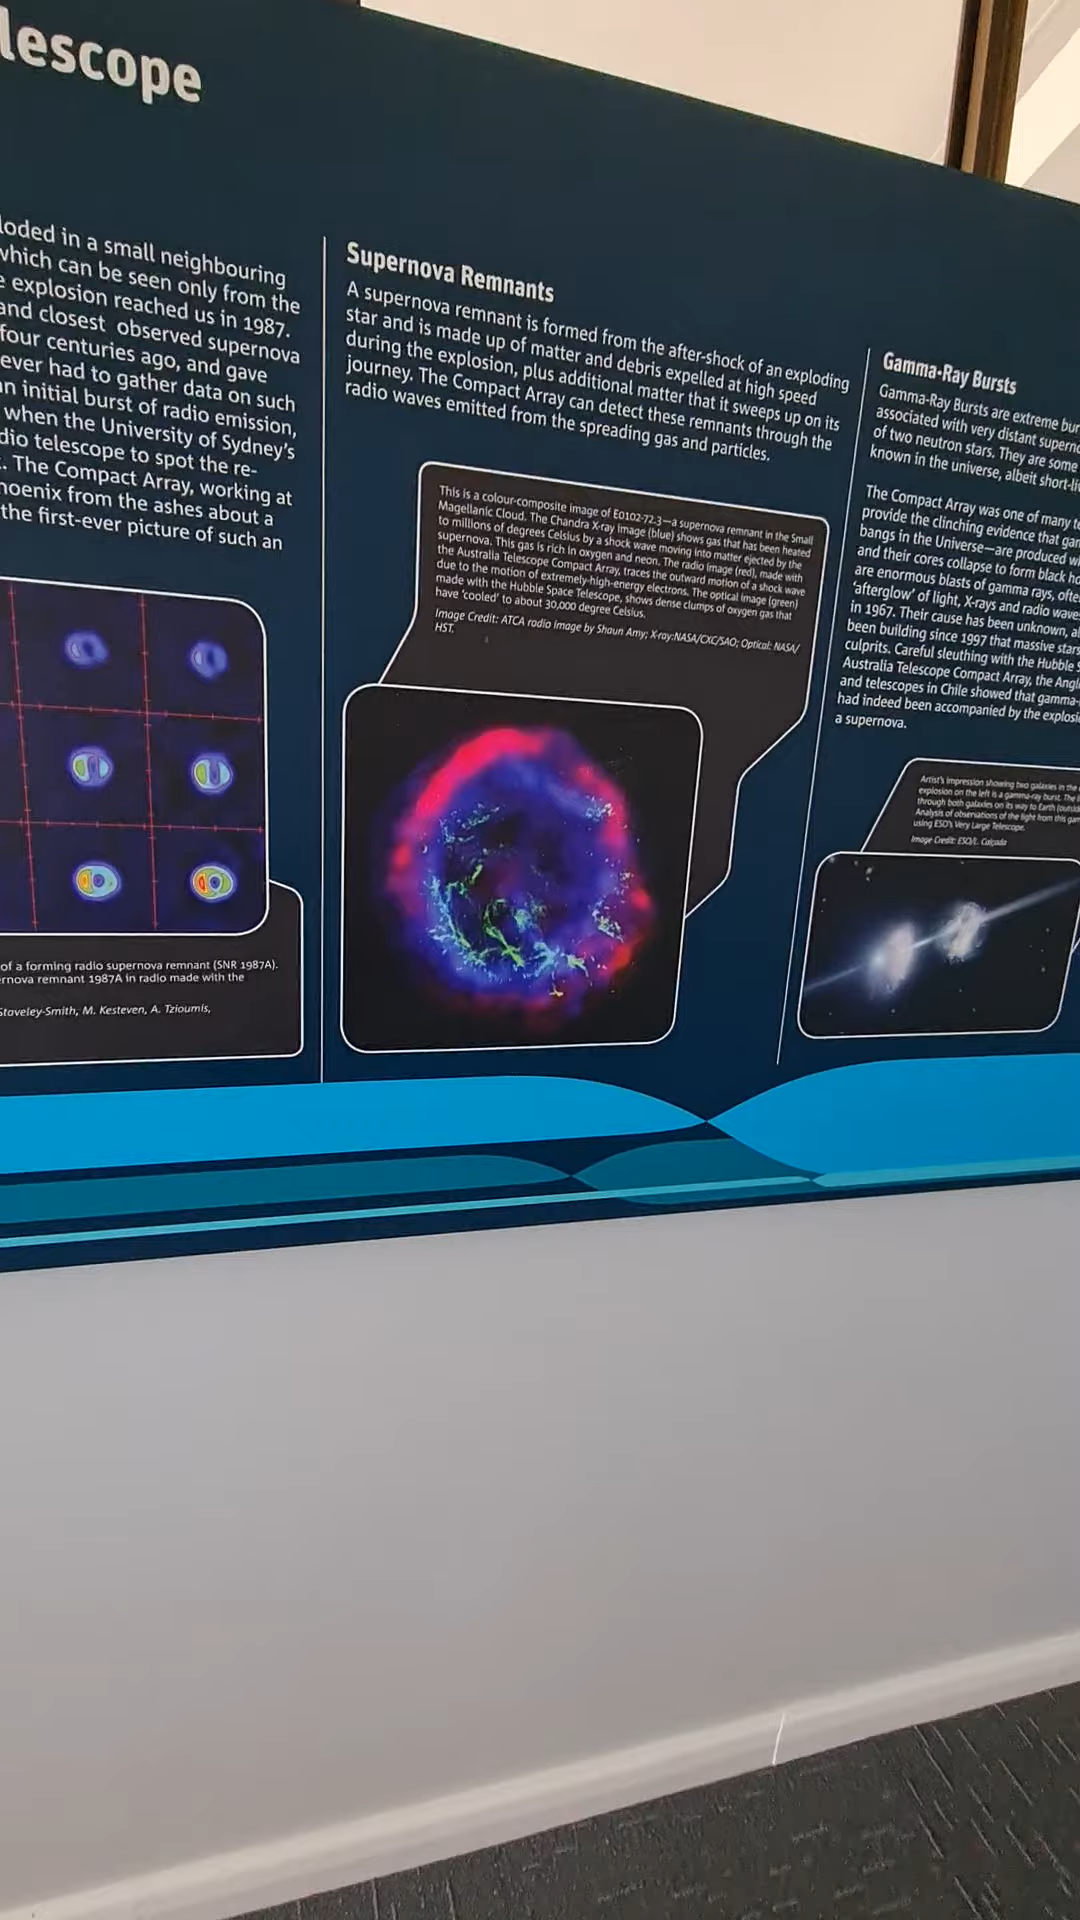 lescope
loded in a small neighbouring
which can be seen only from the
explosion reached us in 1987.
and closest observed supernova
four centuries ago, and gave
ever had to gather data on such
an initial burst of radio emission,
when the University of Sydney's
dio telescope to spot the re-
. The Compact Array, working at
hoenix from the ashes about a
the first-ever picture of such an
of a forming radio supernova remnant (SNR 1987A).
rnova remnant 1987A in radio made with the
Staveley-Smith, M. Kesteven, A. Tzioumis,
Supernova Remnants
A supernova remnant is formed from the after-shock of an exploding
star and is made up of matter and debris expelled at high speed
during the explosion, plus additional matter that it sweeps up on its
journey. The Compact Array can detect these remnants through the
radio waves emitted from the spreading gas and particles.
This is a colour-composite image of E0102-72.3—a supernova remnant in the Small
Magellanic Cloud. The Chandra X-ray image (blue) shows gas that has been heated
to millions of degrees Celsius by a shock wave moving into matter ejected by the
supernova. This gas is rich in oxygen and neon. The radio image (red), made with
the Australia Telescope Compact Array, traces the outward motion of a shock wave
due to the motion of extremely-high-energy electrons. The optical image (green)
made with the Hubble Space Telescope, shows dense clumps of oxygen gas that
have 'cooled' to about 30,000 degree Celsius.
Image Credit: ATCA radio image by Shaun Amy; X-ray:NASA/CXC/SAO; Optical: NASA/
HST.
Gamma-Ray Bursts
Gamma-Ray Bursts are extreme bur
associated with very distant superno
of two neutron stars. They are some
known in the universe, albeit short-li
The Compact Array was one of many te
provide the clinching evidence that gam
bangs in the Universe—are produced w
and their cores collapse to form black ho
are enormous blasts of gamma rays, ofte
'afterglow' of light, X-rays and radio wave
in 1967. Their cause has been unknown, al
been building since 1997 that massive stars
culprits. Careful sleuthing with the Hubble S
Australia Telescope Compact Array, the Angl
and telescopes in Chile showed that gamma-
had indeed been accompanied by the explosi
a supernova.
Artist's impression showing two galaxies in the
explosion on the left is a gamma-ray burst. The
through both galaxies on its way to Earth (outsid
Analysis of observations of the light from this gam
using ESO's Very Large Telescope.
Image Credit: ESO/L. Calçada